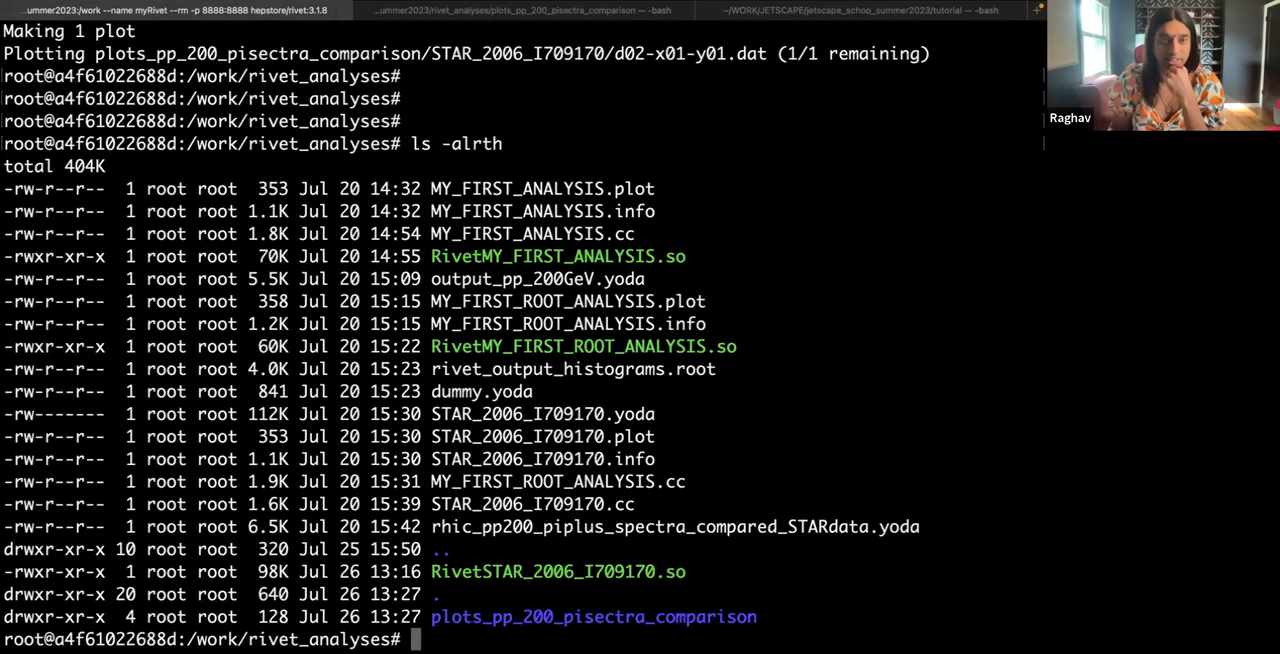 ...ummer2023:/work --name myRivet --rm -p 8888:8888 hepstore/rivet:3.1.8
...ummer2023/rivet_analyses/plots_pp_200_pisectra_comparison — -bash
~/WORK/JETSCAPE/jetscape_schoo_summer2023/tutorial — -bash
Making 1 plot
Plotting plots_pp_200_pisectra_comparison/STAR_2006_I709170/d02-x01-y01.dat (1/1 remaining)
root@a4f61022688d:/work/rivet_analyses#
root@a4f61022688d:/work/rivet_analyses#
root@a4f61022688d:/work/rivet_analyses#
root@a4f61022688d:/work/rivet_analyses# ls -alrth
total 404K
-rw-r--r-- 1 root root 353 Jul 20 14:32 MY_FIRST_ANALYSIS.plot
-rw-r--r-- 1 root root 1.1K Jul 20 14:32 MY_FIRST_ANALYSIS.info
-rw-r--r-- 1 root root 1.8K Jul 20 14:54 MY_FIRST_ANALYSIS.cc
-rwxr-xr-x 1 root root 70K Jul 20 14:55 RivetMY_FIRST_ANALYSIS.so
-rw-r--r-- 1 root root 5.5K Jul 20 15:09 output_pp_200GeV.yoda
-rw-r--r-- 1 root root 358 Jul 20 15:15 MY_FIRST_ROOT_ANALYSIS.plot
-rw-r--r-- 1 root root 1.2K Jul 20 15:15 MY_FIRST_ROOT_ANALYSIS.info
-rwxr-xr-x 1 root root 60K Jul 20 15:22 RivetMY_FIRST_ROOT_ANALYSIS.so
-rw-r--r-- 1 root root 4.0K Jul 20 15:23 rivet_output_histograms.root
-rw-r--r-- 1 root root 841 Jul 20 15:23 dummy.yoda
-rw------- 1 root root 112K Jul 20 15:30 STAR_2006_I709170.yoda
-rw-r--r-- 1 root root 353 Jul 20 15:30 STAR_2006_I709170.plot
-rw-r--r-- 1 root root 1.1K Jul 20 15:30 STAR_2006_I709170.info
-rw-r--r-- 1 root root 1.9K Jul 20 15:31 MY_FIRST_ROOT_ANALYSIS.cc
-rw-r--r-- 1 root root 1.6K Jul 20 15:39 STAR_2006_I709170.cc
-rw-r--r-- 1 root root 6.5K Jul 20 15:42 rhic_pp200_piplus_spectra_compared_STARdata.yoda
drwxr-xr-x 10 root root 320 Jul 25 15:50 ..
-rwxr-xr-x 1 root root 98K Jul 26 13:16 RivetSTAR_2006_I709170.so
drwxr-xr-x 20 root root 640 Jul 26 13:27 .
drwxr-xr-x 4 root root 128 Jul 26 13:27 plots_pp_200_pisectra_comparison
root@a4f61022688d:/work/rivet_analyses#
Raghav